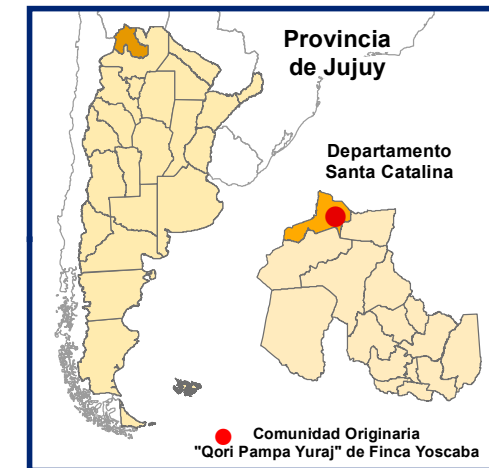 Provincia
de Jujuy
Departamento
Santa Catalina
Comunidad Originaria
"Qori Pampa Yuraj" de Finca Yoscaba